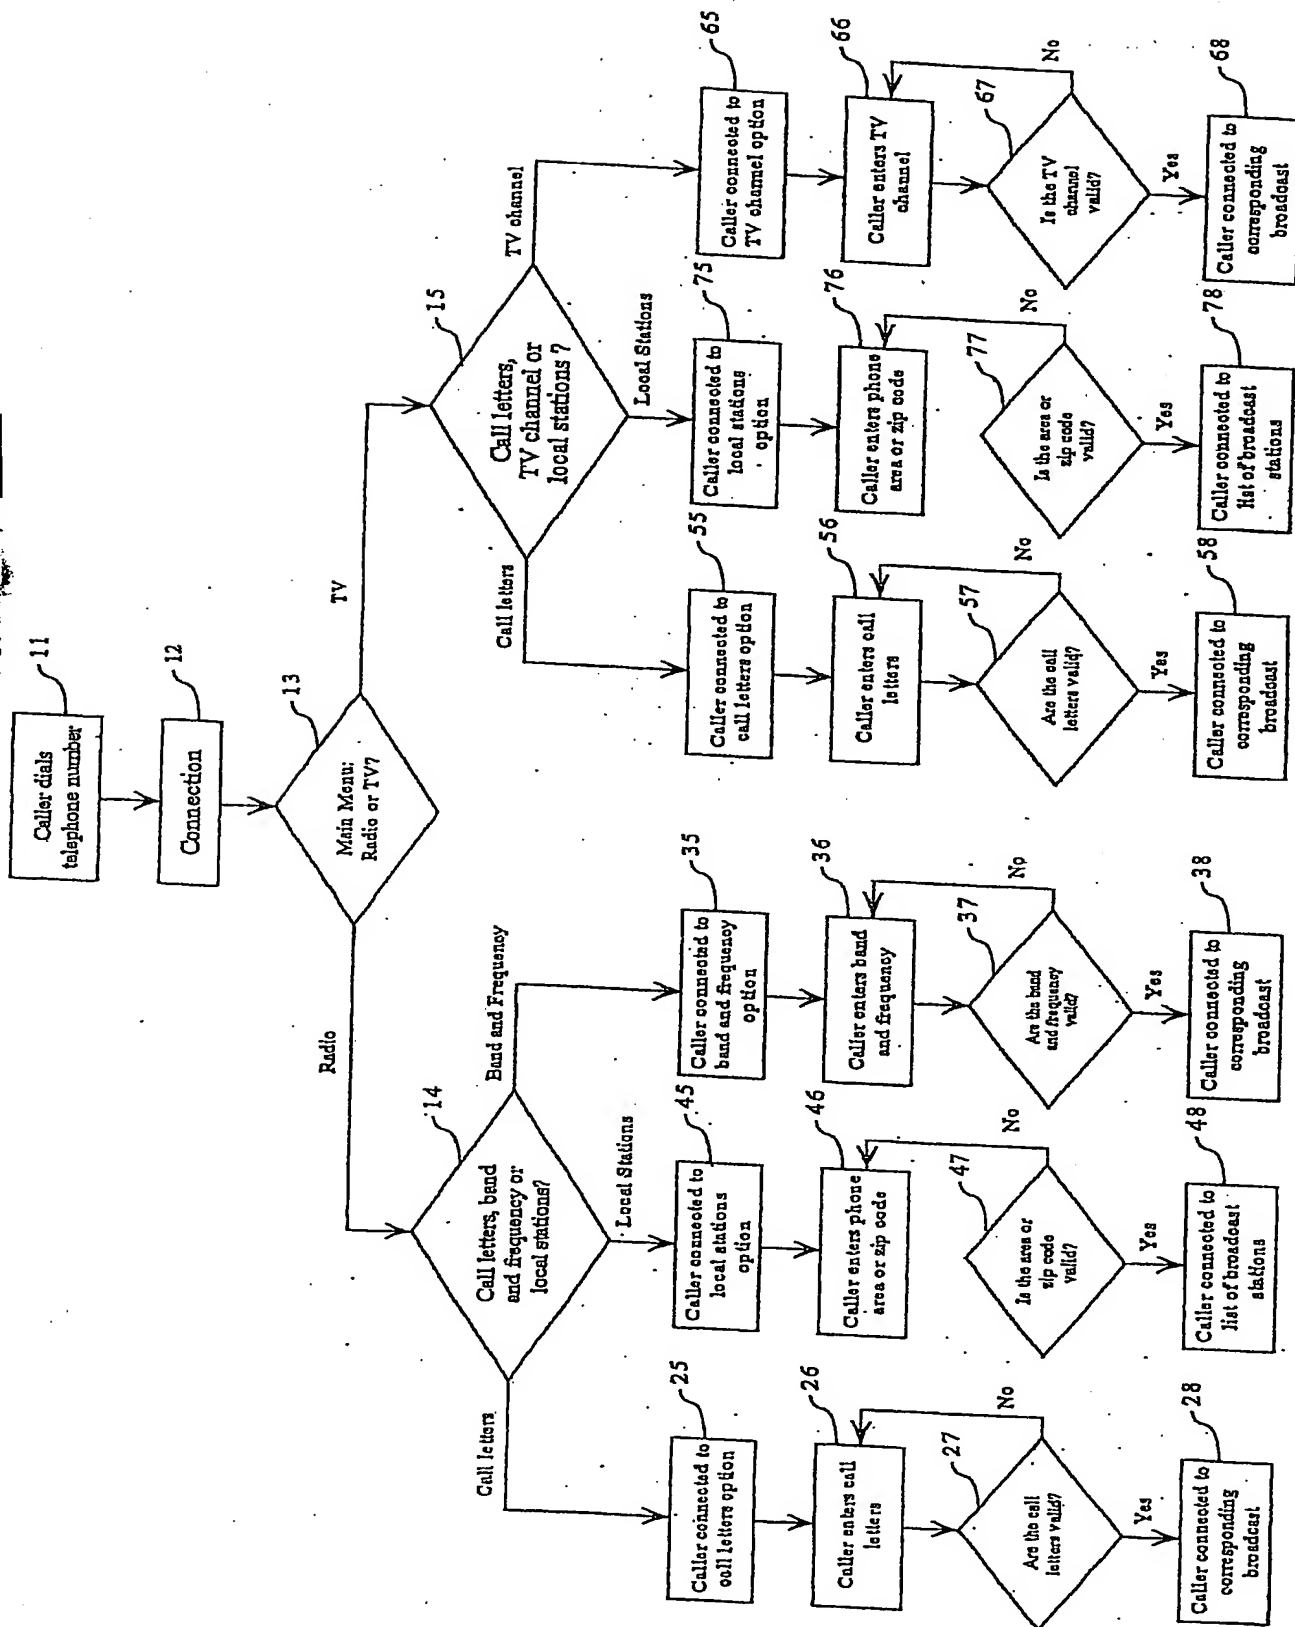 Caller dials
telephone number
11
Connection
12
Main Menu:
Radio or TV?
13
Radio
TV
Call letters, band
and frequency or
local stations?
14
Call letters
Local Stations
Band and Frequency
Call letters,
TV channel or
local stations ?
15
Call letters
Local Stations
TV channel
Caller connected to
call letters option
25
Caller connected to
local stations
option
45
Caller connected to
band and frequency
option
35
Caller connected to
call letters option
55
Caller connected to
local stations
option
75
Caller connected to
TV channel option
65
Caller enters call
letters
26
Caller enters phone
area or zip code
46
Caller enters band
and frequency
36
Caller enters call
letters
56
Caller enters phone
area or zip code
76
Caller enters TV
channel
66
Are the call
letters valid?
27
No
Yes
Is the area or
zip code
valid?
47
No
Yes
Are the band
and frequency
valid?
37
No
Yes
Are the call
letters valid?
57
No
Yes
Is the area or
zip code
valid?
77
No
Yes
Is the TV
channel
valid?
67
No
Yes
Caller connected to
corresponding
broadcast
28
Caller connected to
list of broadcast
stations
48
Caller connected to
corresponding
broadcast
38
Caller connected to
corresponding
broadcast
58
Caller connected to
list of broadcast
stations
78
Caller connected to
corresponding
broadcast
68